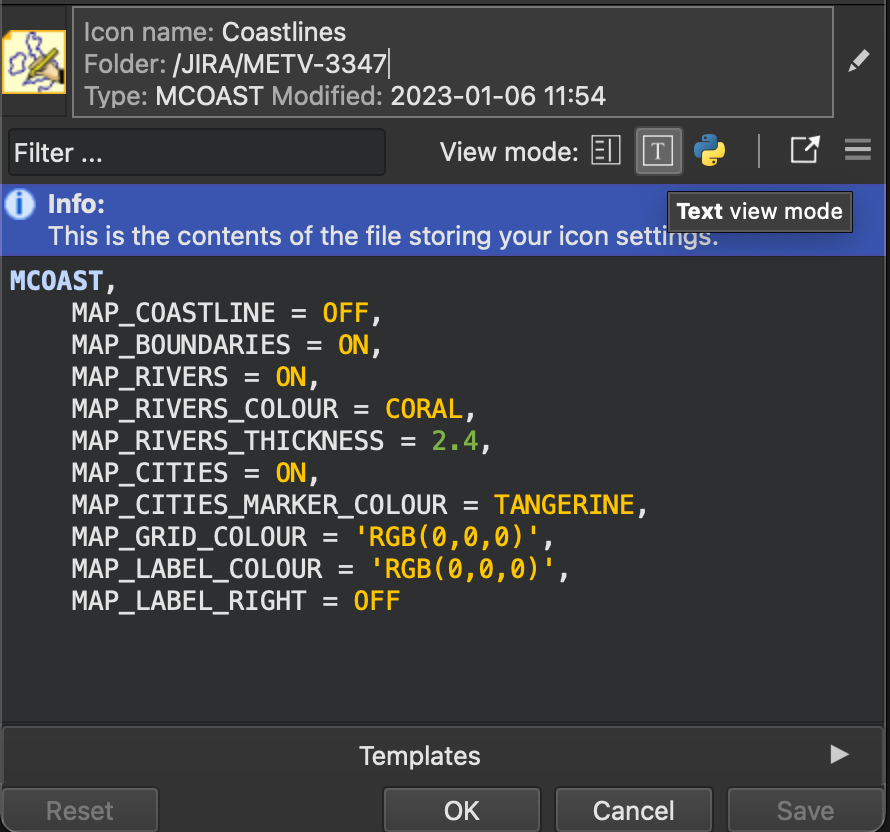 Icon name: Coastlines
Folder: /JIRA/METV-3347
Type: MCOAST Modified: 2023-01-06 11:54
Filter ...
View mode:
T
Info:
Text view mode
This is the contents of the file storing your icon settings.
MCOAST,
MAP_COASTLINE = OFF,
MAP_BOUNDARIES = ON,
MAP_RIVERS = ON,
MAP_RIVERS_COLOUR = CORAL,
MAP_RIVERS_THICKNESS = 2.4,
MAP_CITIES = ON,
MAP_CITIES_MARKER_COLOUR = TANGERINE,
MAP_GRID_COLOUR = 'RGB(0,0,0)',
MAP_LABEL_COLOUR = 'RGB(0,0,0)',
MAP_LABEL_RIGHT = OFF
Templates
Reset
OK
Cancel
Save